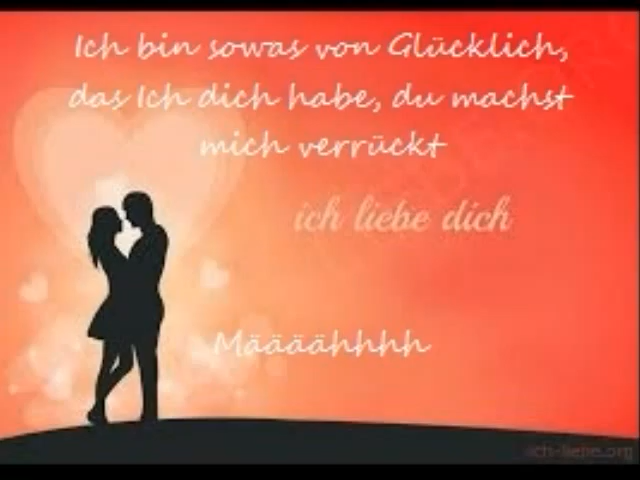 Ich bin sowas von Glücklich,
das Ich dich habe, du machst
mich verrückt
ich liebe dich
Määäähhhh
ich-liebe.org